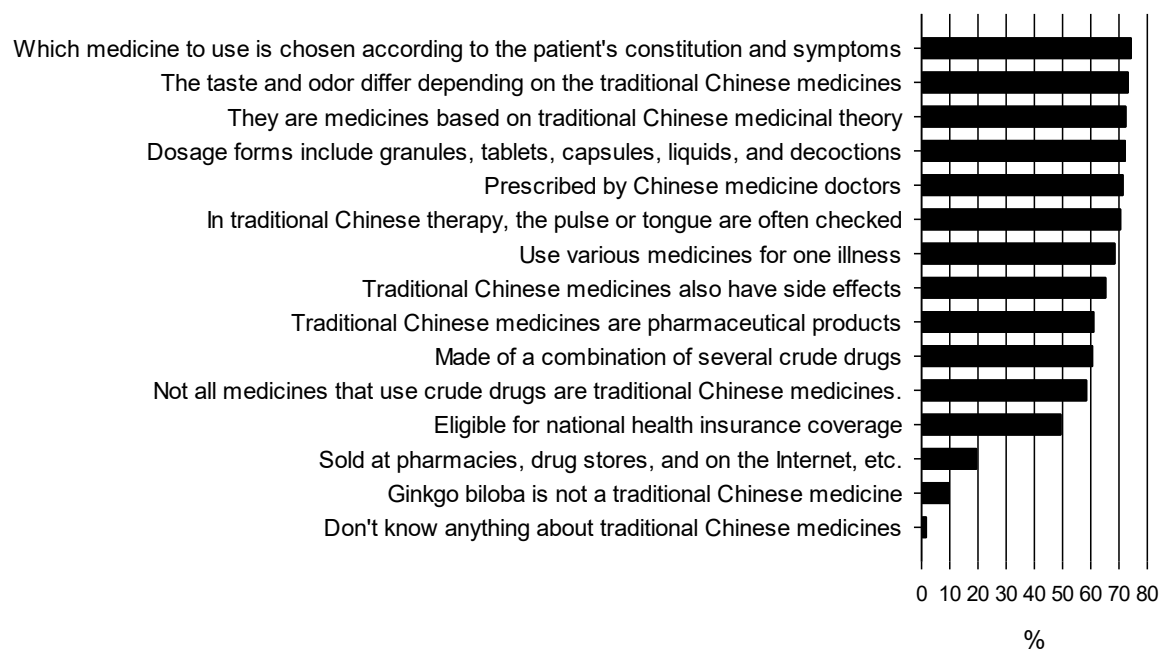 Which medicine to use is chosen according to the patient's constitution and symptoms
The taste and odor differ depending on the traditional Chinese medicines
They are medicines based on traditional Chinese medicinal theory
Dosage forms include granules, tablets, capsules, liquids, and decoctions
Prescribed by Chinese medicine doctors
In traditional Chinese therapy, the pulse or tongue are often checked
Use various medicines for one illness
Traditional Chinese medicines also have side effects
Traditional Chinese medicines are pharmaceutical products
Made of a combination of several crude drugs
Not all medicines that use crude drugs are traditional Chinese medicines.
Eligible for national health insurance coverage
Sold at pharmacies, drug stores, and on the Internet, etc.
Ginkgo biloba is not a traditional Chinese medicine
Don't know anything about traditional Chinese medicines
0 10 20 30 40 50 60 70 80
%